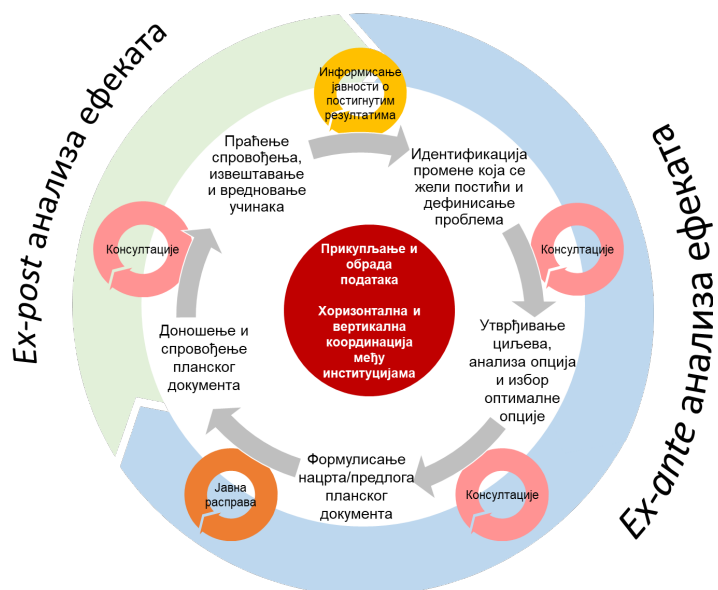 Ex-post анализа ефеката
Информисање
јавности о
постигнутим
резултатима
Праћење
спровођења,
извештавање
и вредновање
учинака
Идентификација
промене која се
жели постићи и
дефинисање
проблема
Ex-ante анализа ефеката
Консултације
Консултације
Прикупљање и
обрада
података
Хоризонтална и
вертикална
координација
међу
институцијама
Доношење и
спровођење
планског
документа
Утврђивање
циљева,
анализа опција
и избор
оптималне
опције
Формулисање
нацрта/предлога
планског
документа
Јавна
расправа
Консултације